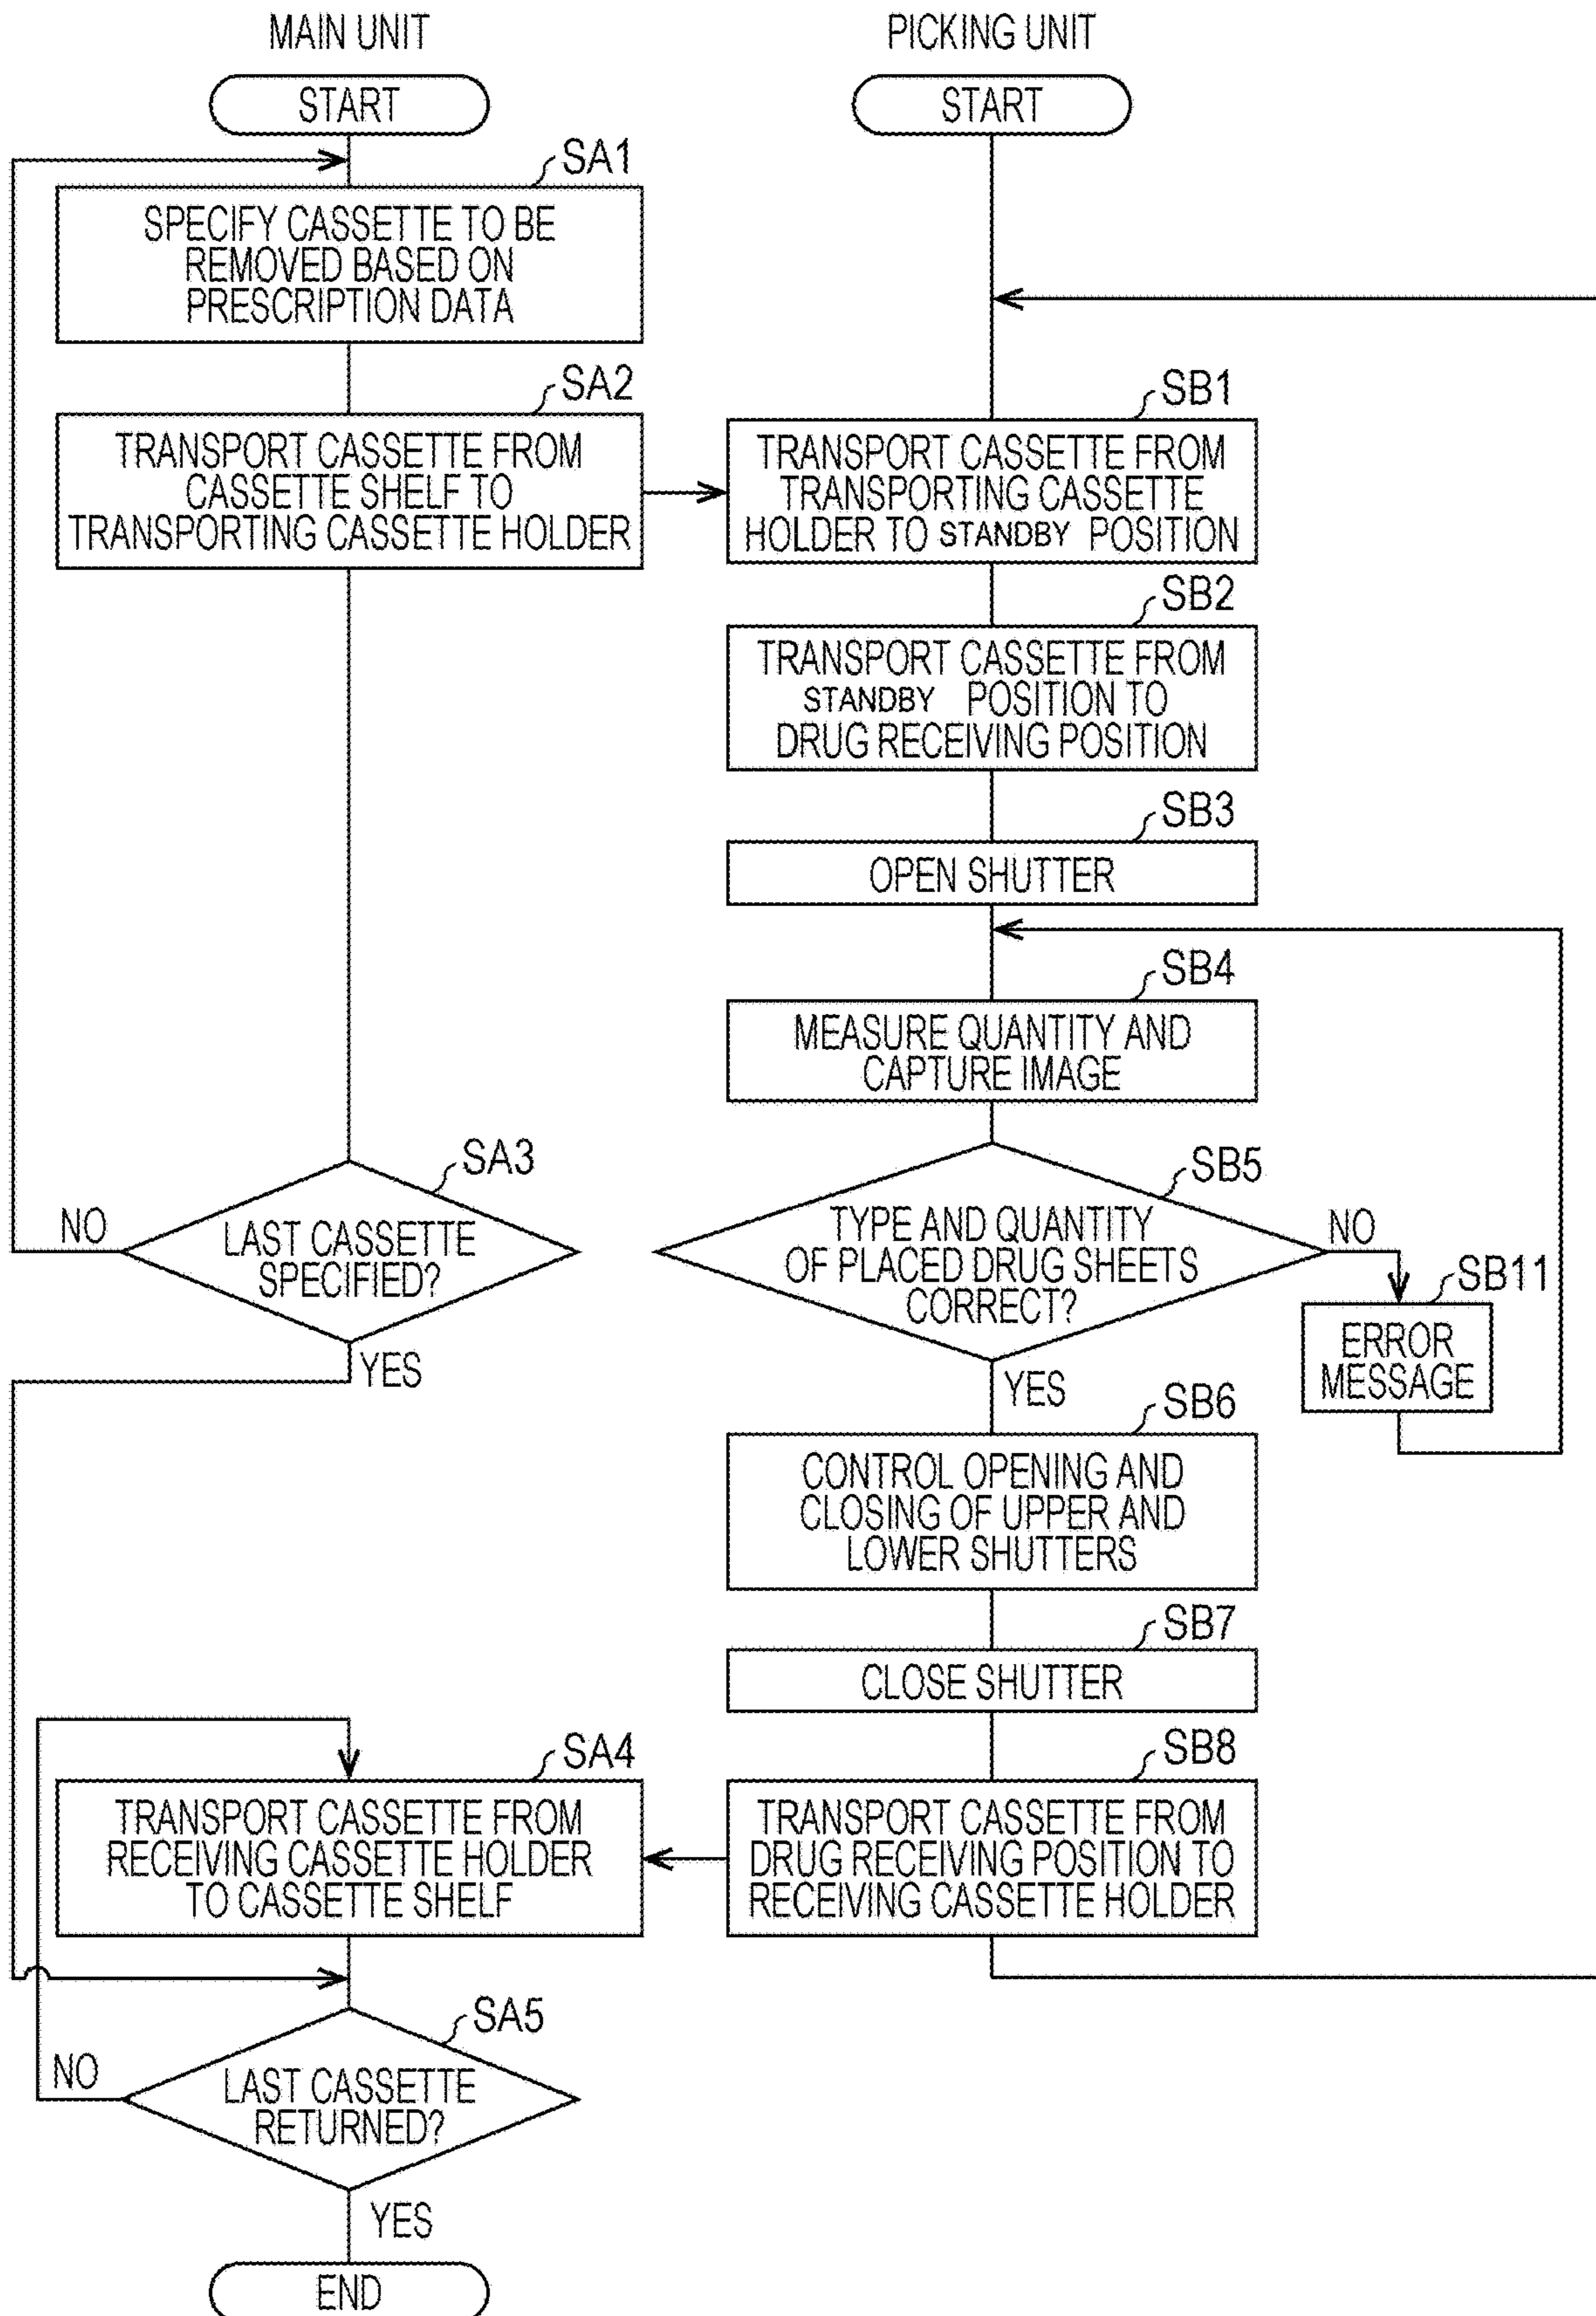 MAIN UNIT
START
SA1
SPECIFY CASSETTE TO BE
REMOVED BASED ON
PRESCRIPTION DATA
SA2
TRANSPORT CASSETTE FROM
CASSETTE SHELF TO
TRANSPORTING CASSETTE HOLDER
SA3
LAST CASSETTE
SPECIFIED?
NO
YES
SA4
TRANSPORT CASSETTE FROM
RECEIVING CASSETTE HOLDER
TO CASSETTE SHELF
SA5
LAST CASSETTE
RETURNED?
NO
YES
END
PICKING UNIT
START
SB1
TRANSPORT CASSETTE FROM
TRANSPORTING CASSETTE
HOLDER TO STANDBY POSITION
SB2
TRANSPORT CASSETTE FROM
STANDBY POSITION TO
DRUG RECEIVING POSITION
SB3
OPEN SHUTTER
SB4
MEASURE QUANTITY AND
CAPTURE IMAGE
SB5
TYPE AND QUANTITY
OF PLACED DRUG SHEETS
CORRECT?
NO
SB11
ERROR
MESSAGE
YES
SB6
CONTROL OPENING AND
CLOSING OF UPPER AND
LOWER SHUTTERS
SB7
CLOSE SHUTTER
SB8
TRANSPORT CASSETTE FROM
DRUG RECEIVING POSITION TO
RECEIVING CASSETTE HOLDER